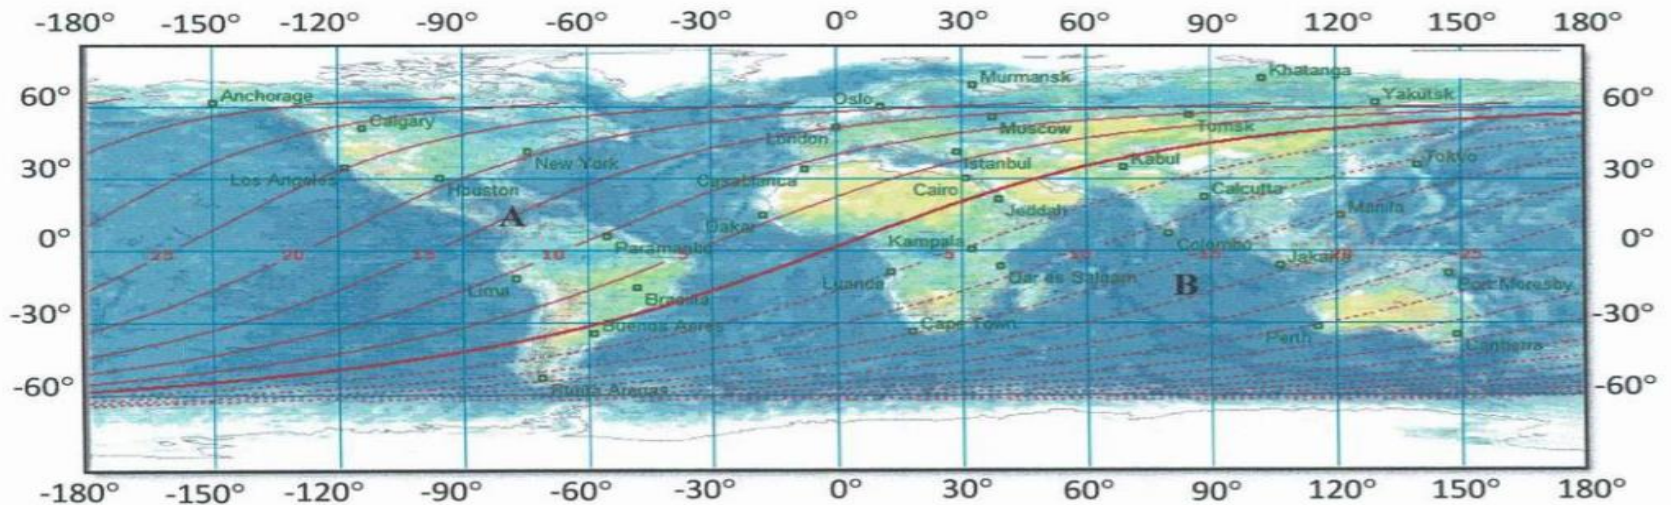 -180° -150° -120° -90° -60° -30° 0° 30° 60° 90° 120° 150° 180°
Murmansk
Khatanga
60° Anchorage Oslo Yakutsk 60°
Calgary London Moscow Tomsk
New York Istanbul Kabul Tokyo
30° Los Angeles Houston Casablanca Cairo Calcutta 30°
A Dakar Jeddah Manila
0° Paramaribo Kampala Colombo 0°
25 20 15 10 5 5 15 20 25
Jakarta
Lima Brasilia Luanda Dar as Salaam B Port Moresby
-30° Buenos Aeres Cape Town Perth Canberra -30°
-60° Punta Arenas -60°
-180° -150° -120° -90° -60° -30° 0° 30° 60° 90° 120° 150° 180°